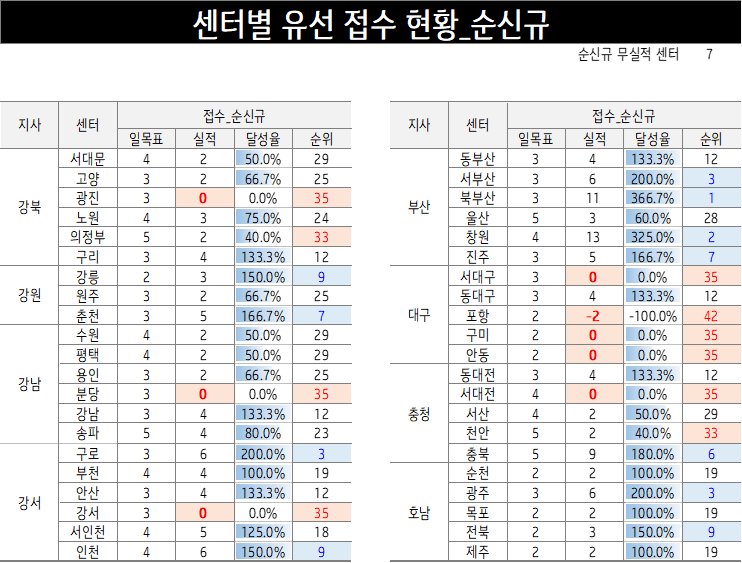 센터별 유선 접수 현황_순신규
순신규 무실적 센터 7
지사 센터 접수_순신규
일목표 실적 달성율 순위
강북
서대문 4 2 50.0% 29
고양 3 2 66.7% 25
광진 3 0 0.0% 35
노원 4 3 75.0% 24
의정부 5 2 40.0% 33
구리 3 4 133.3% 12
강원
강릉 2 3 150.0% 9
원주 3 2 66.7% 25
춘천 3 5 166.7% 7
강남
수원 4 2 50.0% 29
평택 4 2 50.0% 29
용인 3 2 66.7% 25
분당 3 0 0.0% 35
강남 3 4 133.3% 12
송파 5 4 80.0% 23
강서
구로 3 6 200.0% 3
부천 4 4 100.0% 19
안산 3 4 133.3% 12
강서 3 0 0.0% 35
서인천 4 5 125.0% 18
인천 4 6 150.0% 9
지사 센터 접수_순신규
일목표 실적 달성율 순위
부산
동부산 3 4 133.3% 12
서부산 3 6 200.0% 3
북부산 3 11 366.7% 1
울산 5 3 60.0% 28
창원 4 13 325.0% 2
진주 3 5 166.7% 7
대구
서대구 3 0 0.0% 35
동대구 3 4 133.3% 12
포항 2 -2 -100.0% 42
구미 2 0 0.0% 35
안동 2 0 0.0% 35
충청
동대전 3 4 133.3% 12
서대전 4 0 0.0% 35
서산 4 2 50.0% 29
천안 5 2 40.0% 33
충북 5 9 180.0% 6
호남
순천 2 2 100.0% 19
광주 3 6 200.0% 3
목포 2 2 100.0% 19
전북 2 3 150.0% 9
제주 2 2 100.0% 19